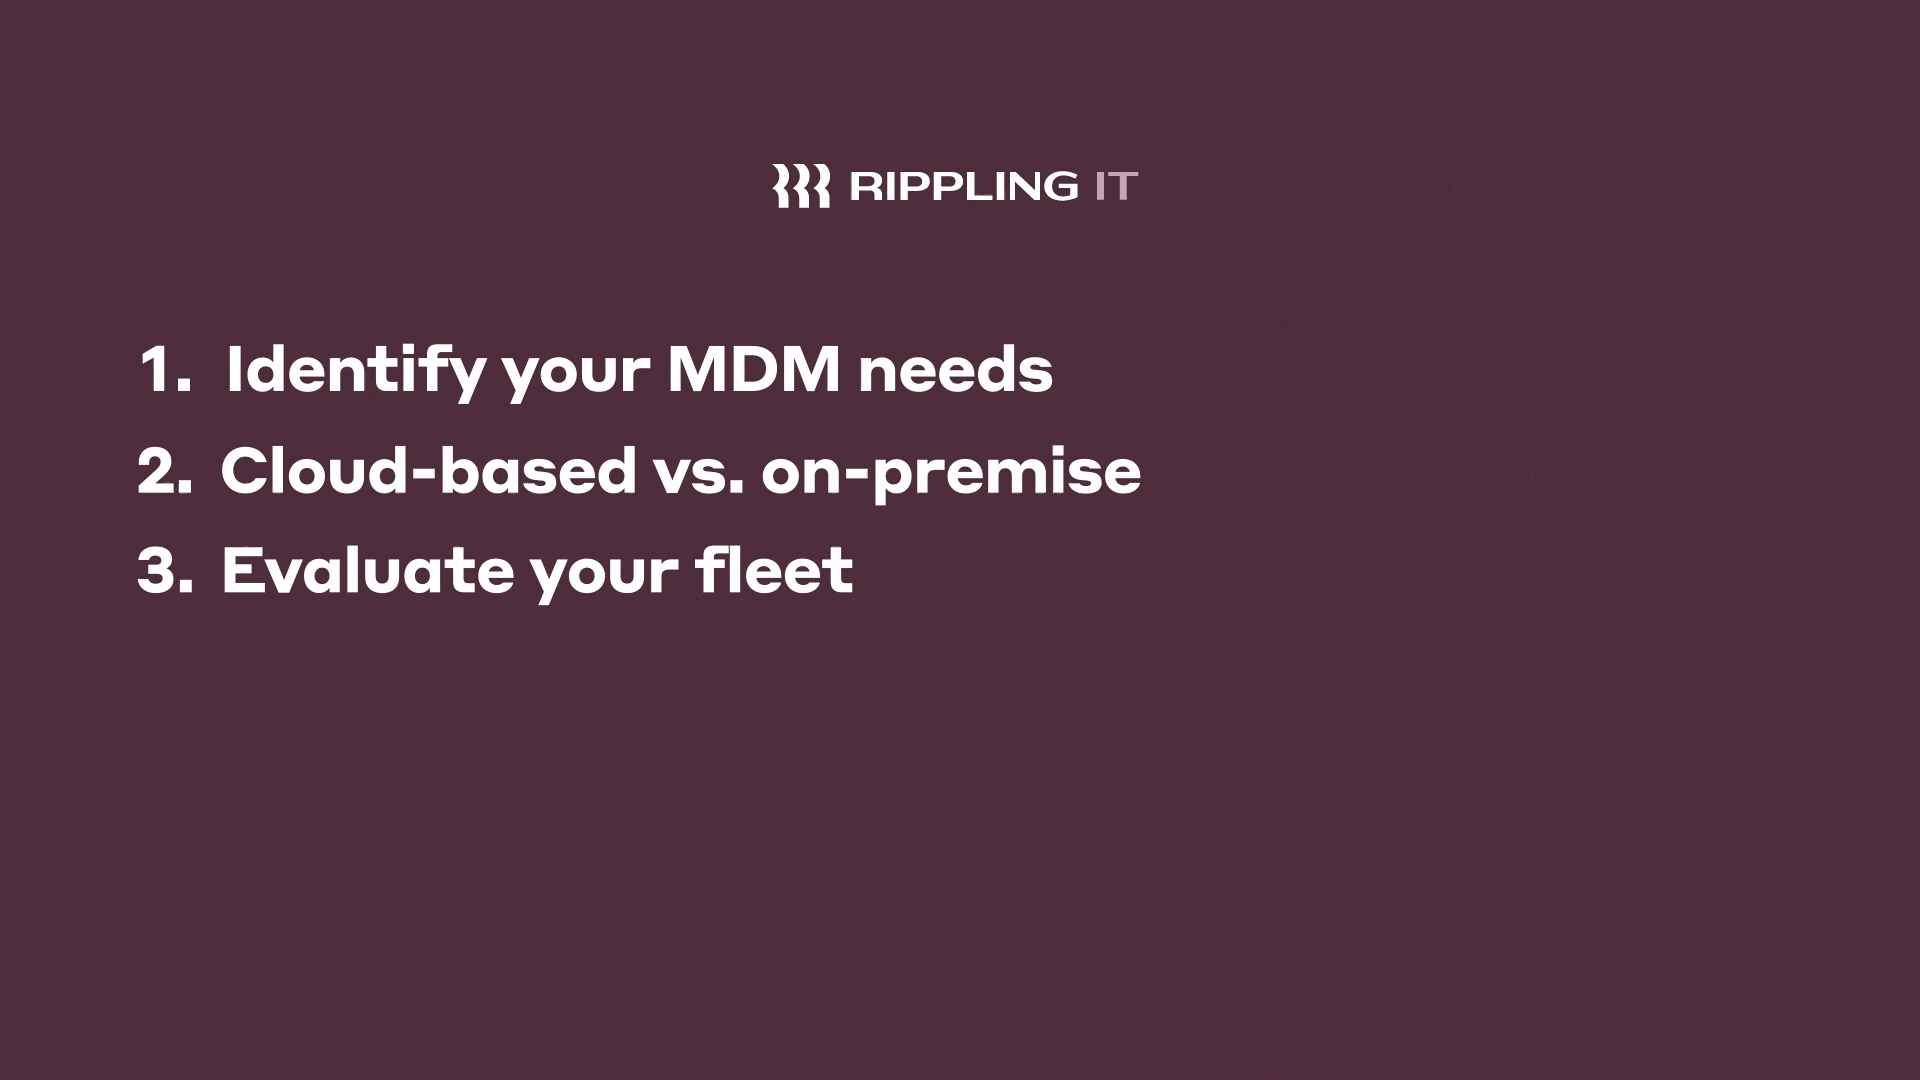 RIPPLING IT
1. Identify your MDM needs
2. Cloud-based vs. on-premise
3. Evaluate your fleet